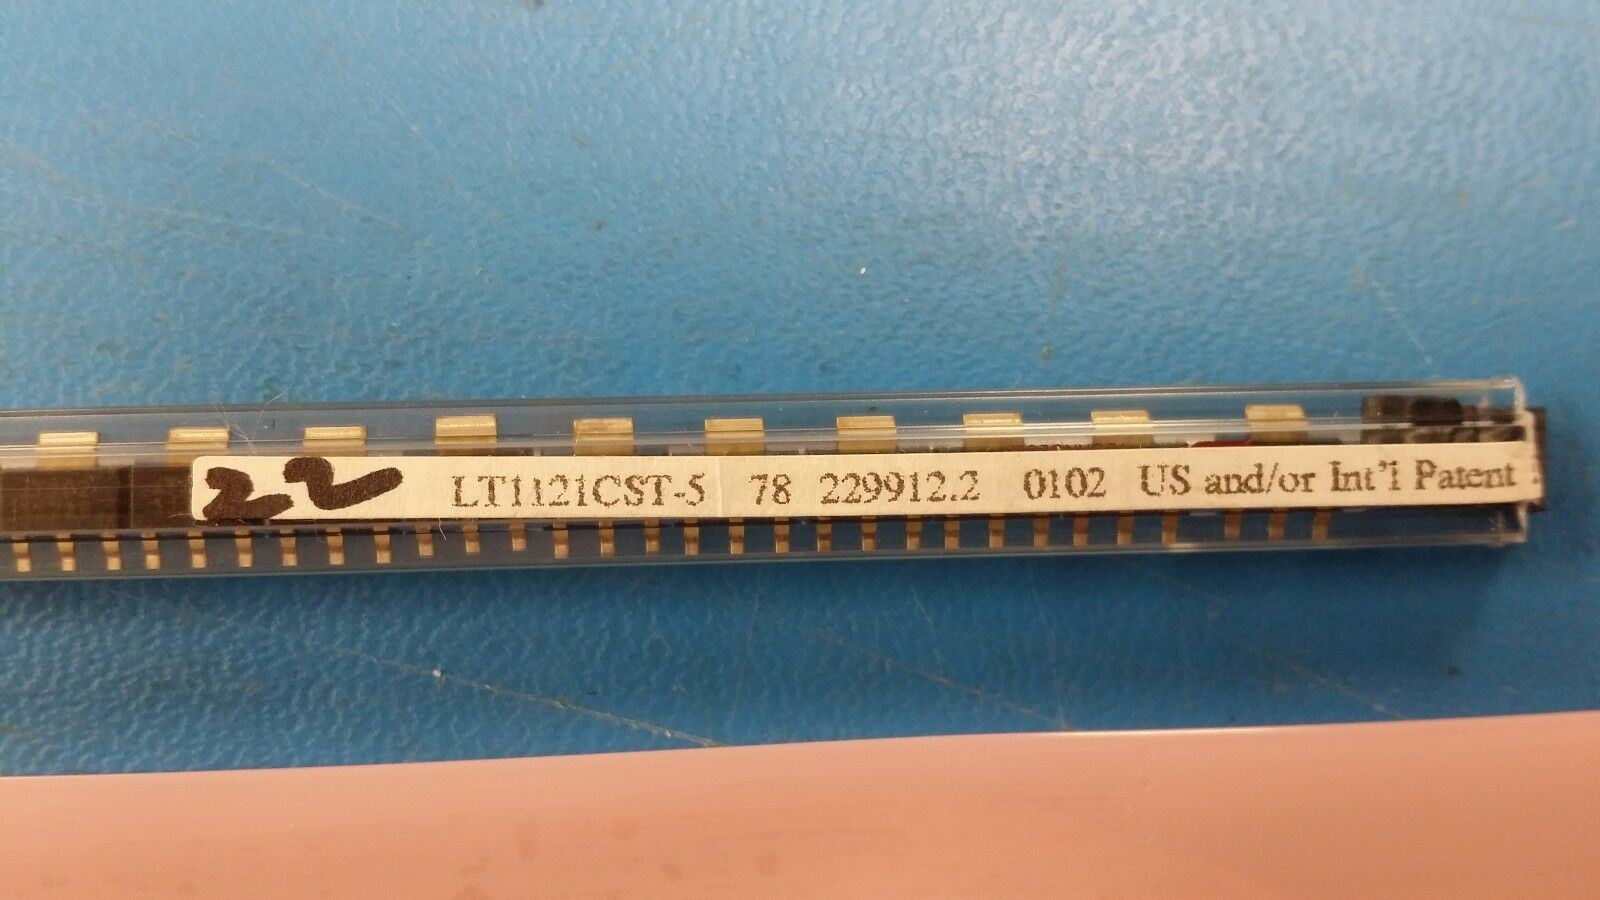 22 LT1121CST-5 78 229912.2 0102 US and/or Int'l Patent